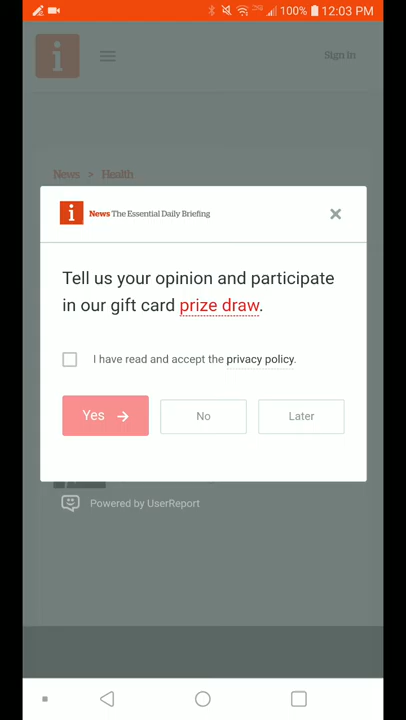 100% 12:03 PM
i
Sign In
News > Health
i News The Essential Daily Briefing
Tell us your opinion and participate
in our gift card prize draw.
I have read and accept the privacy policy.
Yes
No
Later
Powered by UserReport